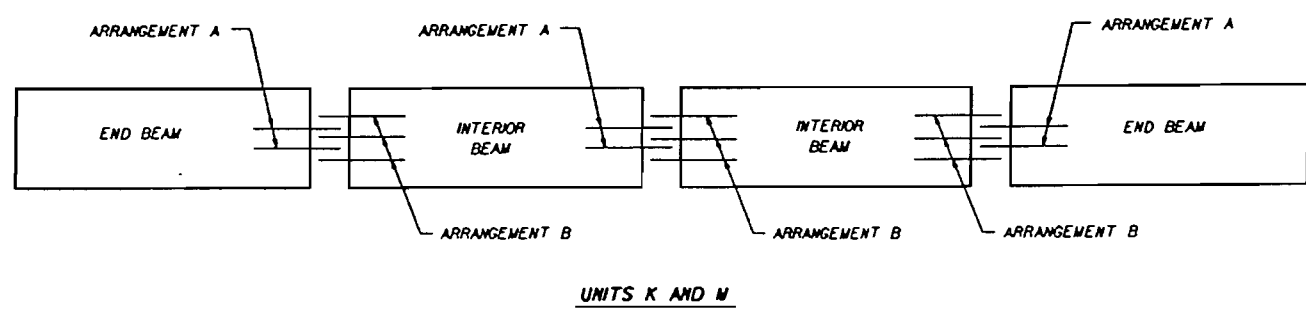 ARRANGEMENT A
ARRANGEMENT A
ARRANGEMENT A
END BEAM
INTERIOR
BEAM
INTERIOR
BEAM
END BEAM
ARRANGEMENT B
ARRANGEMENT B
ARRANGEMENT B
UNITS K AND M